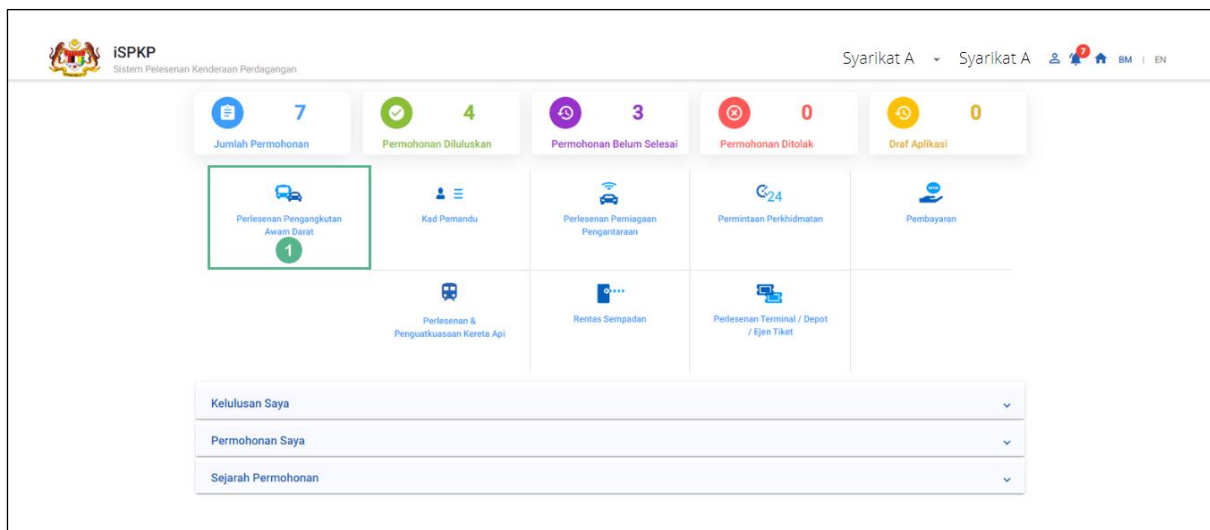 iSPKP
Sistem Pelesenan Kenderaan Perdagangan
Syarikat A
Syarikat A
7
BM | EN
7
Jumlah Permohonan
4
Permohonan Diluluskan
3
Permohonan Belum Selesai
0
Permohonan Ditolak
0
Draf Aplikasi
Perlesenan Pengangkutan
Awam Darat
1
Kad Pemandu
Perlesenan Perniagaan
Pengantaraan
24
Permintaan Perkhidmatan
Pembayaran
Perlesenan &
Penguatkuasaan Kereta Api
Rentas Sempadan
Perlesenan Terminal / Depot
/ Ejen Tiket
Kelulusan Saya
Permohonan Saya
Sejarah Permohonan